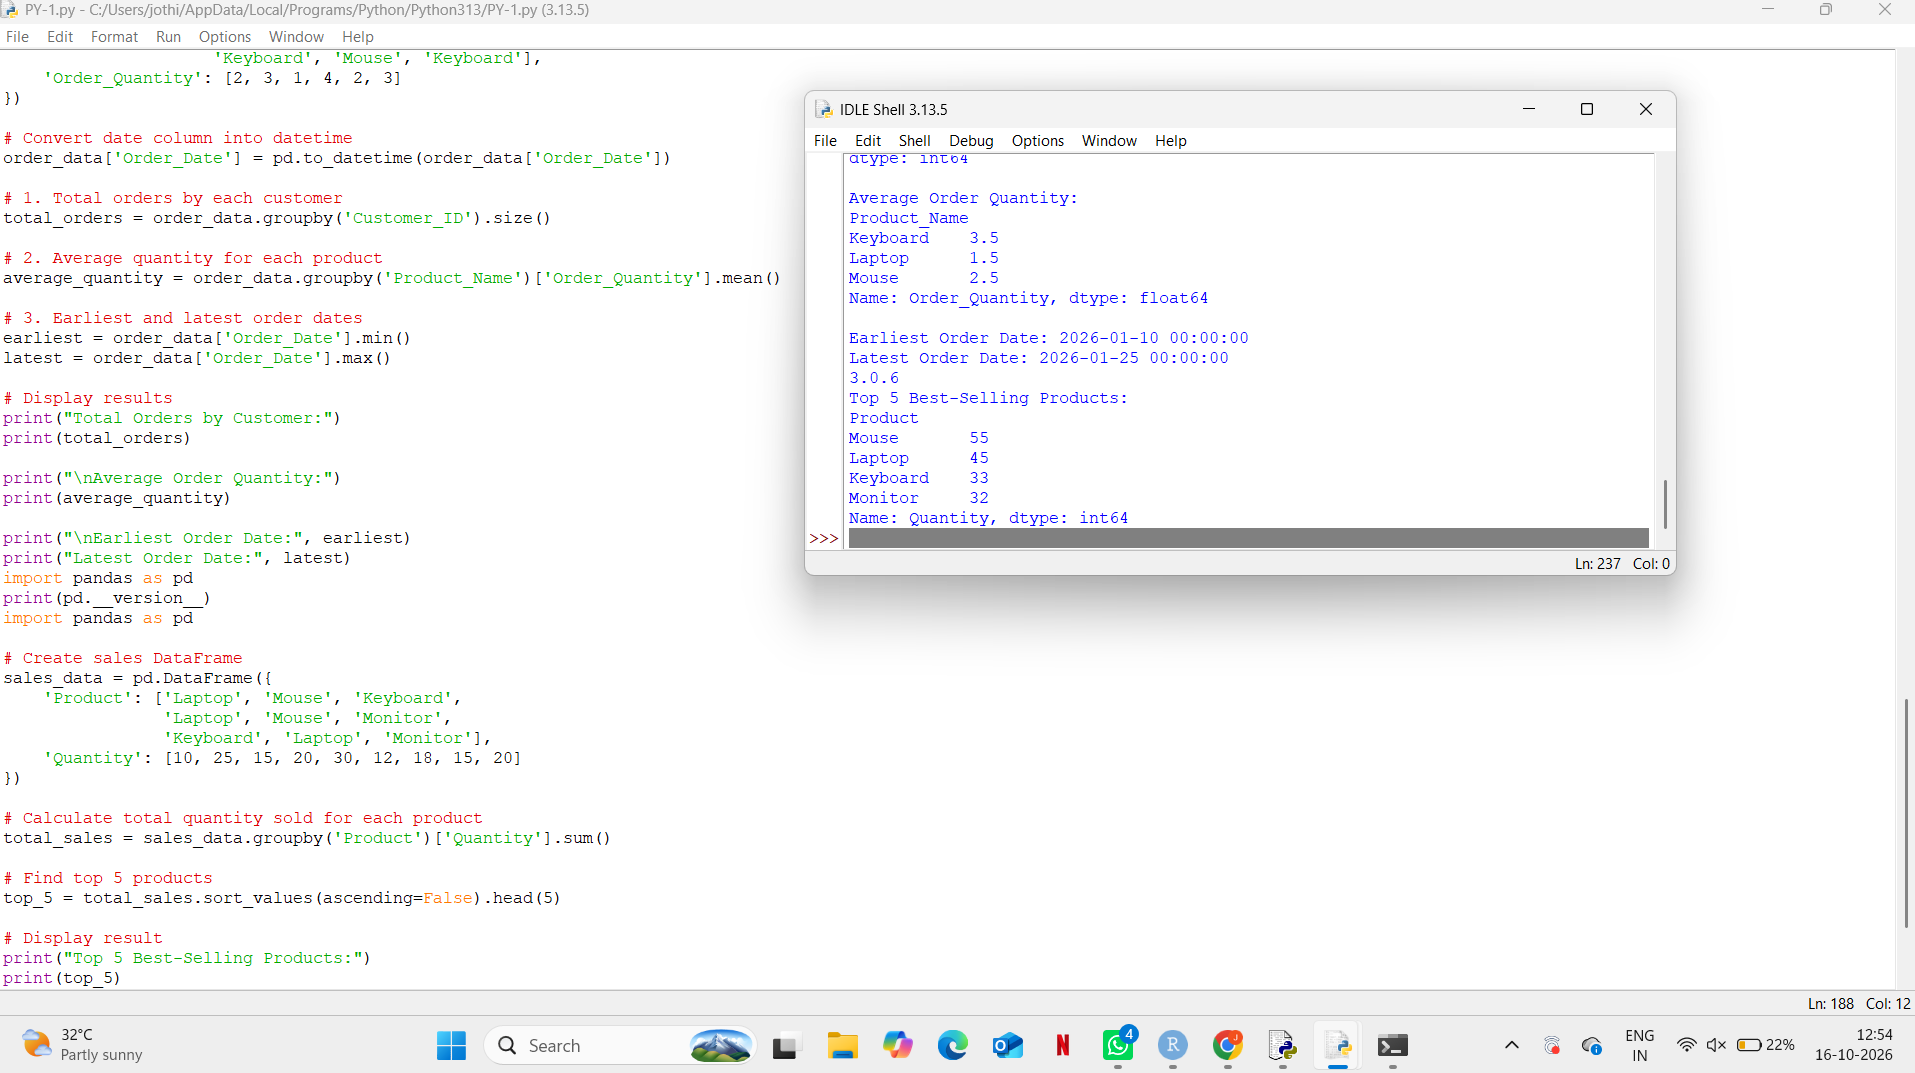 PY-1.py - C:/Users/jothi/AppData/Local/Programs/Python/Python313/PY-1.py (3.13.5)
File Edit Format Run Options Window Help
'Keyboard', 'Mouse', 'Keyboard'],
'Order_Quantity': [2, 3, 1, 4, 2, 3]
})
# Convert date column into datetime
order_data['Order_Date'] = pd.to_datetime(order_data['Order_Date'])
# 1. Total orders by each customer
total_orders = order_data.groupby('Customer_ID').size()
# 2. Average quantity for each product
average_quantity = order_data.groupby('Product_Name')['Order_Quantity'].mean()
# 3. Earliest and latest order dates
earliest = order_data['Order_Date'].min()
latest = order_data['Order_Date'].max()
# Display results
print("Total Orders by Customer:")
print(total_orders)
print("\nAverage Order Quantity:")
print(average_quantity)
print("\nEarliest Order Date:", earliest)
print("Latest Order Date:", latest)
import pandas as pd
print(pd.__version__)
import pandas as pd
# Create sales DataFrame
sales_data = pd.DataFrame({
'Product': ['Laptop', 'Mouse', 'Keyboard',
'Laptop', 'Mouse', 'Monitor',
'Keyboard', 'Laptop', 'Monitor'],
'Quantity': [10, 25, 15, 20, 30, 12, 18, 15, 20]
})
# Calculate total quantity sold for each product
total_sales = sales_data.groupby('Product')['Quantity'].sum()
# Find top 5 products
top_5 = total_sales.sort_values(ascending=False).head(5)
# Display result
print("Top 5 Best-Selling Products:")
print(top_5)
IDLE Shell 3.13.5
File Edit Shell Debug Options Window Help
dtype: int64
Average Order Quantity:
Product_Name
Keyboard 3.5
Laptop 1.5
Mouse 2.5
Name: Order_Quantity, dtype: float64
Earliest Order Date: 2026-01-10 00:00:00
Latest Order Date: 2026-01-25 00:00:00
3.0.6
Top 5 Best-Selling Products:
Product
Mouse 55
Laptop 45
Keyboard 33
Monitor 32
Name: Quantity, dtype: int64
>>>
Ln: 237 Col: 0
Ln: 188 Col: 12
32°C
Partly sunny
Search
4
ENG
IN
22%
12:54
16-10-2026